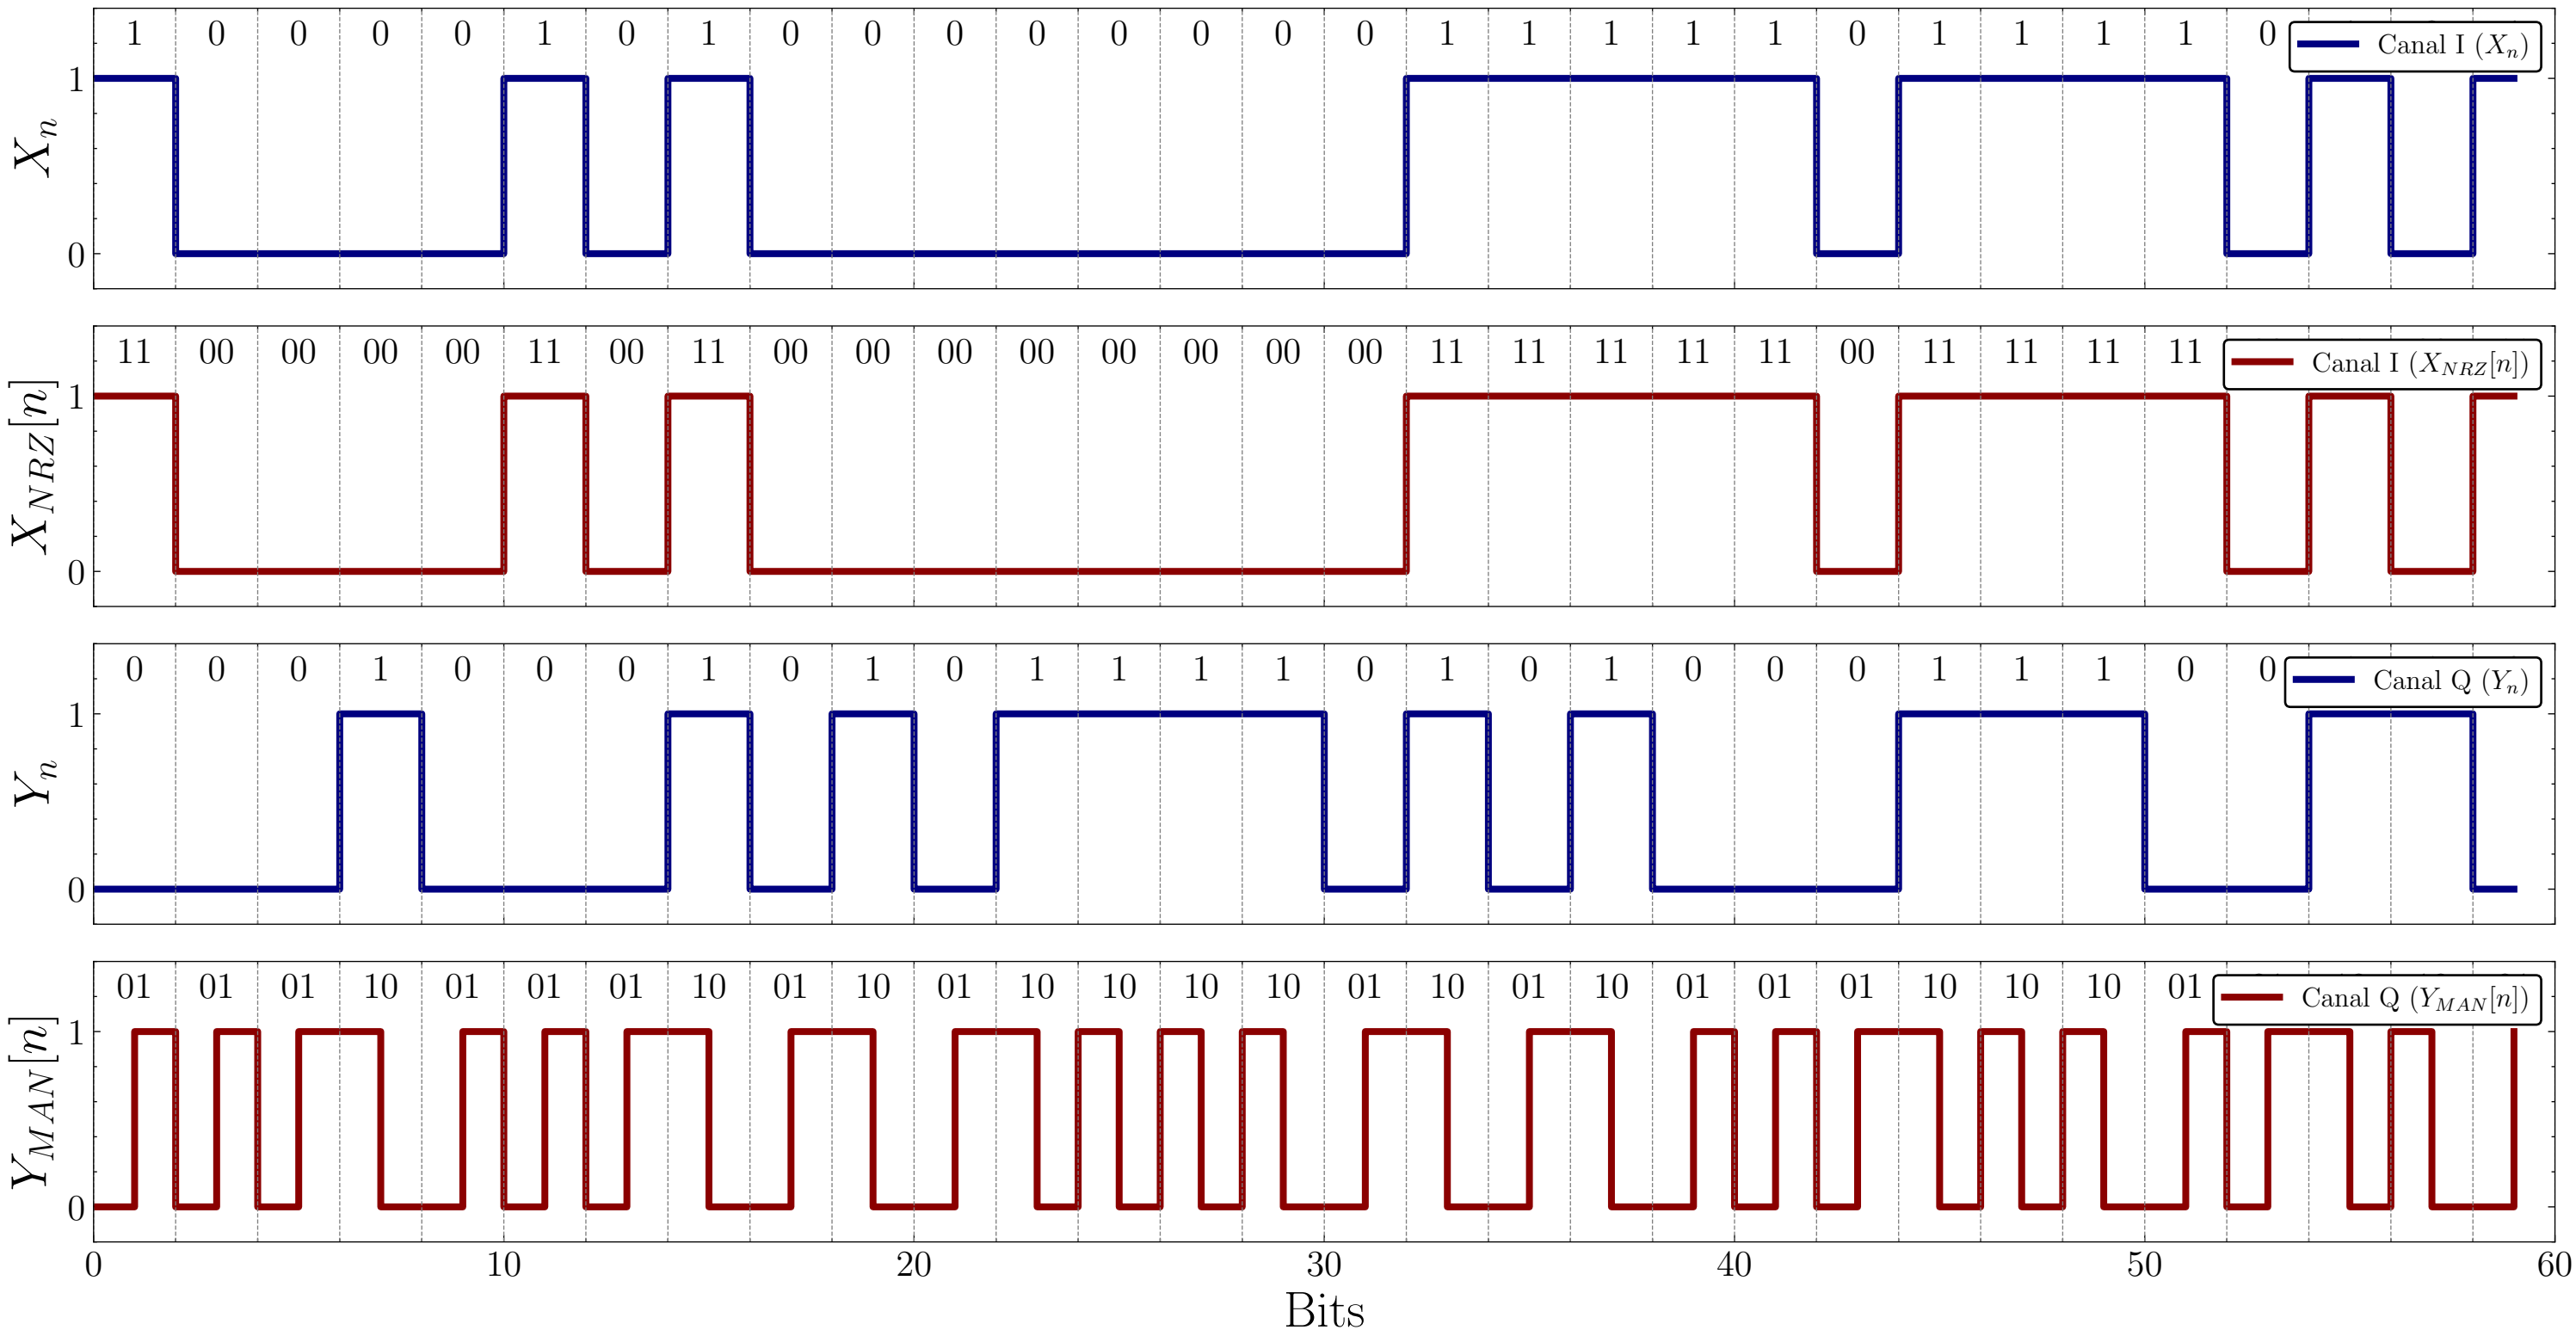 1 0 0 0 0 1 0 1 0 0 0 0 0 0 0 0 1 1 1 1 1 0 1 1 1 1 0
Canal I (Xn)
1
0
Xn
11 00 00 00 00 11 00 11 00 00 00 00 00 00 00 00 11 11 11 11 11 00 11 11 11 11
Canal I (XNRZ[n])
1
0
XNRZ[n]
0 0 0 1 0 0 0 1 0 1 0 1 1 1 1 0 1 0 1 0 0 0 1 1 1 0 0
Canal Q (Yn)
1
0
Yn
01 01 01 10 01 01 01 10 01 10 01 10 10 10 10 01 10 01 10 01 01 01 10 10 10 01
Canal Q (YMAN[n])
1
0
YMAN[n]
0 10 20 30 40 50 60
Bits